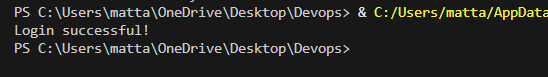 PS C:\Users\matta\OneDrive\Desktop\Devops> & C:/Users/matta/AppData
Login successful!
PS C:\Users\matta\OneDrive\Desktop\Devops>